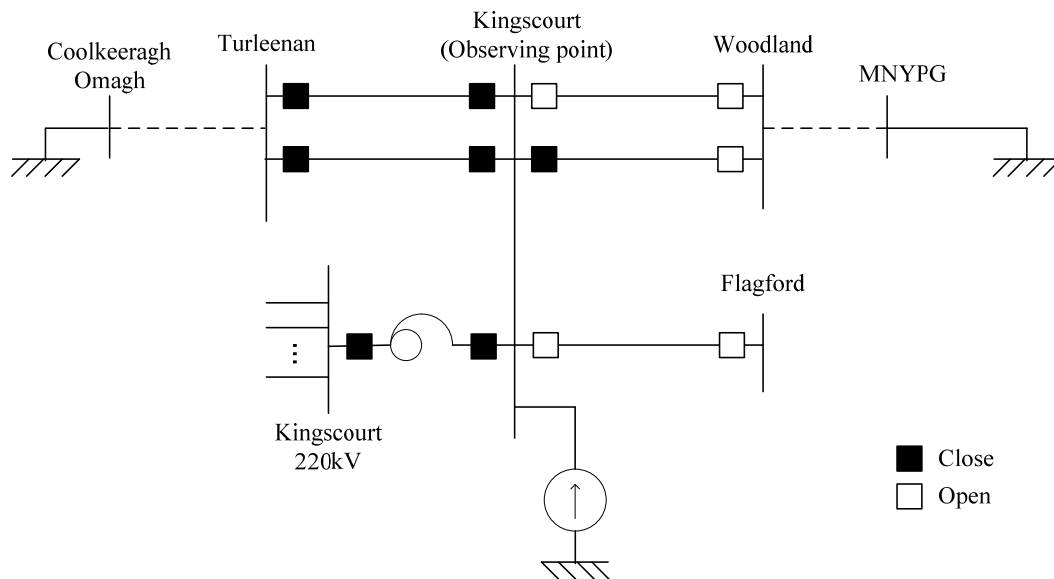 Coolkeeragh
Omagh
Turleenan
Kingscourt
(Observing point)
Woodland
MNYPG
Flagford
...
Kingscourt
220kV
Close
Open